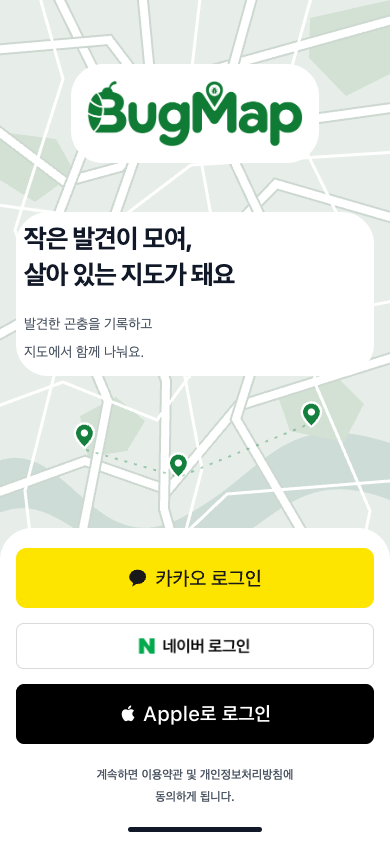 BugMap
작은 발견이 모여,
살아 있는 지도가 돼요
발견한 곤충을 기록하고
지도에서 함께 나눠요.
카카오 로그인
N 네이버 로그인
Apple로 로그인
계속하면 이용약관 및 개인정보처리방침에
동의하게 됩니다.